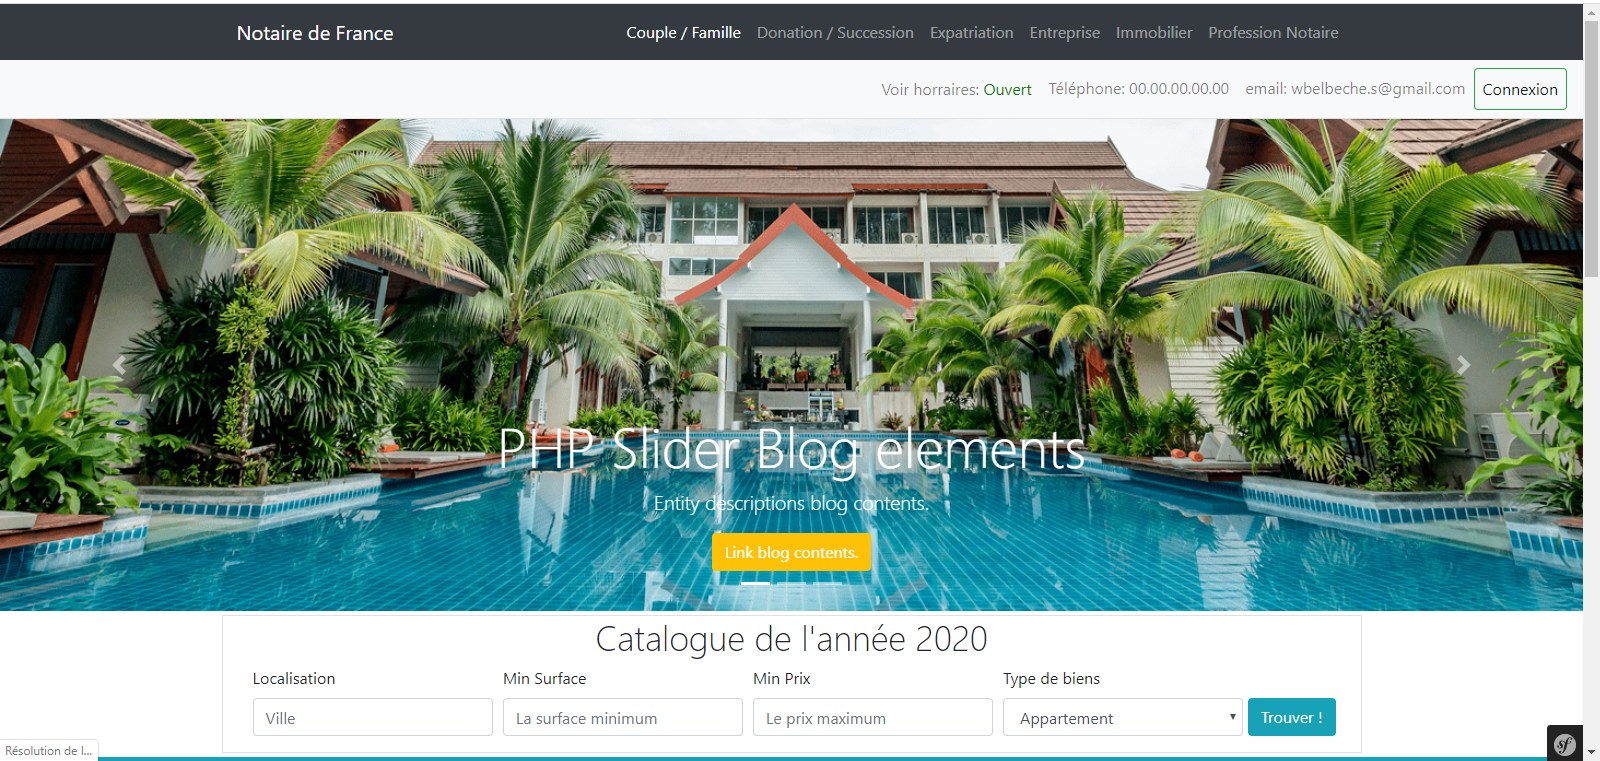 Notaire de France
Couple / Famille Donation / Succession Expatriation Entreprise Immobilier Profession Notaire
Voir horraires: Ouvert Téléphone: 00.00.00.00.00 email: wbelbeche.s@gmail.com Connexion
PHP Slider Blog elements
Entity descriptions blog contents.
Link blog contents.
Catalogue de l'année 2020
Localisation Min Surface Min Prix Type de biens
Ville La surface minimum Le prix maximum Appartement Trouver !
Résolution de l...
sf